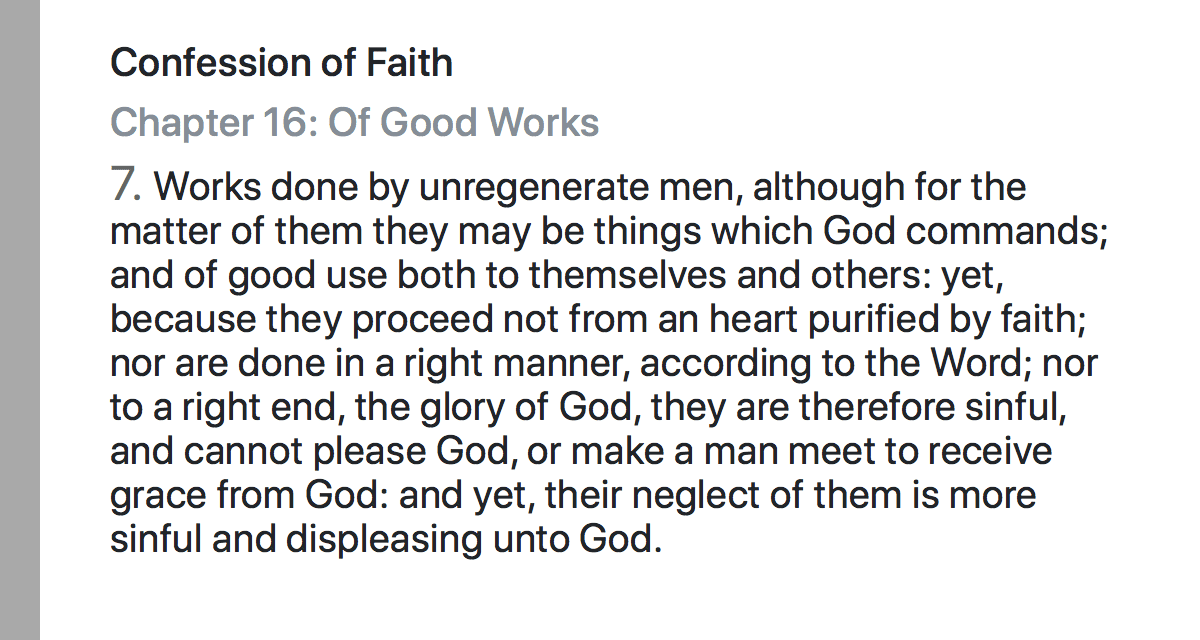 Confession of Faith
Chapter 16: Of Good Works
7. Works done by unregenerate men, although for the
matter of them they may be things which God commands;
and of good use both to themselves and others: yet,
because they proceed not from an heart purified by faith;
nor are done in a right manner, according to the Word; nor
to a right end, the glory of God, they are therefore sinful,
and cannot please God, or make a man meet to receive
grace from God: and yet, their neglect of them is more
sinful and displeasing unto God.